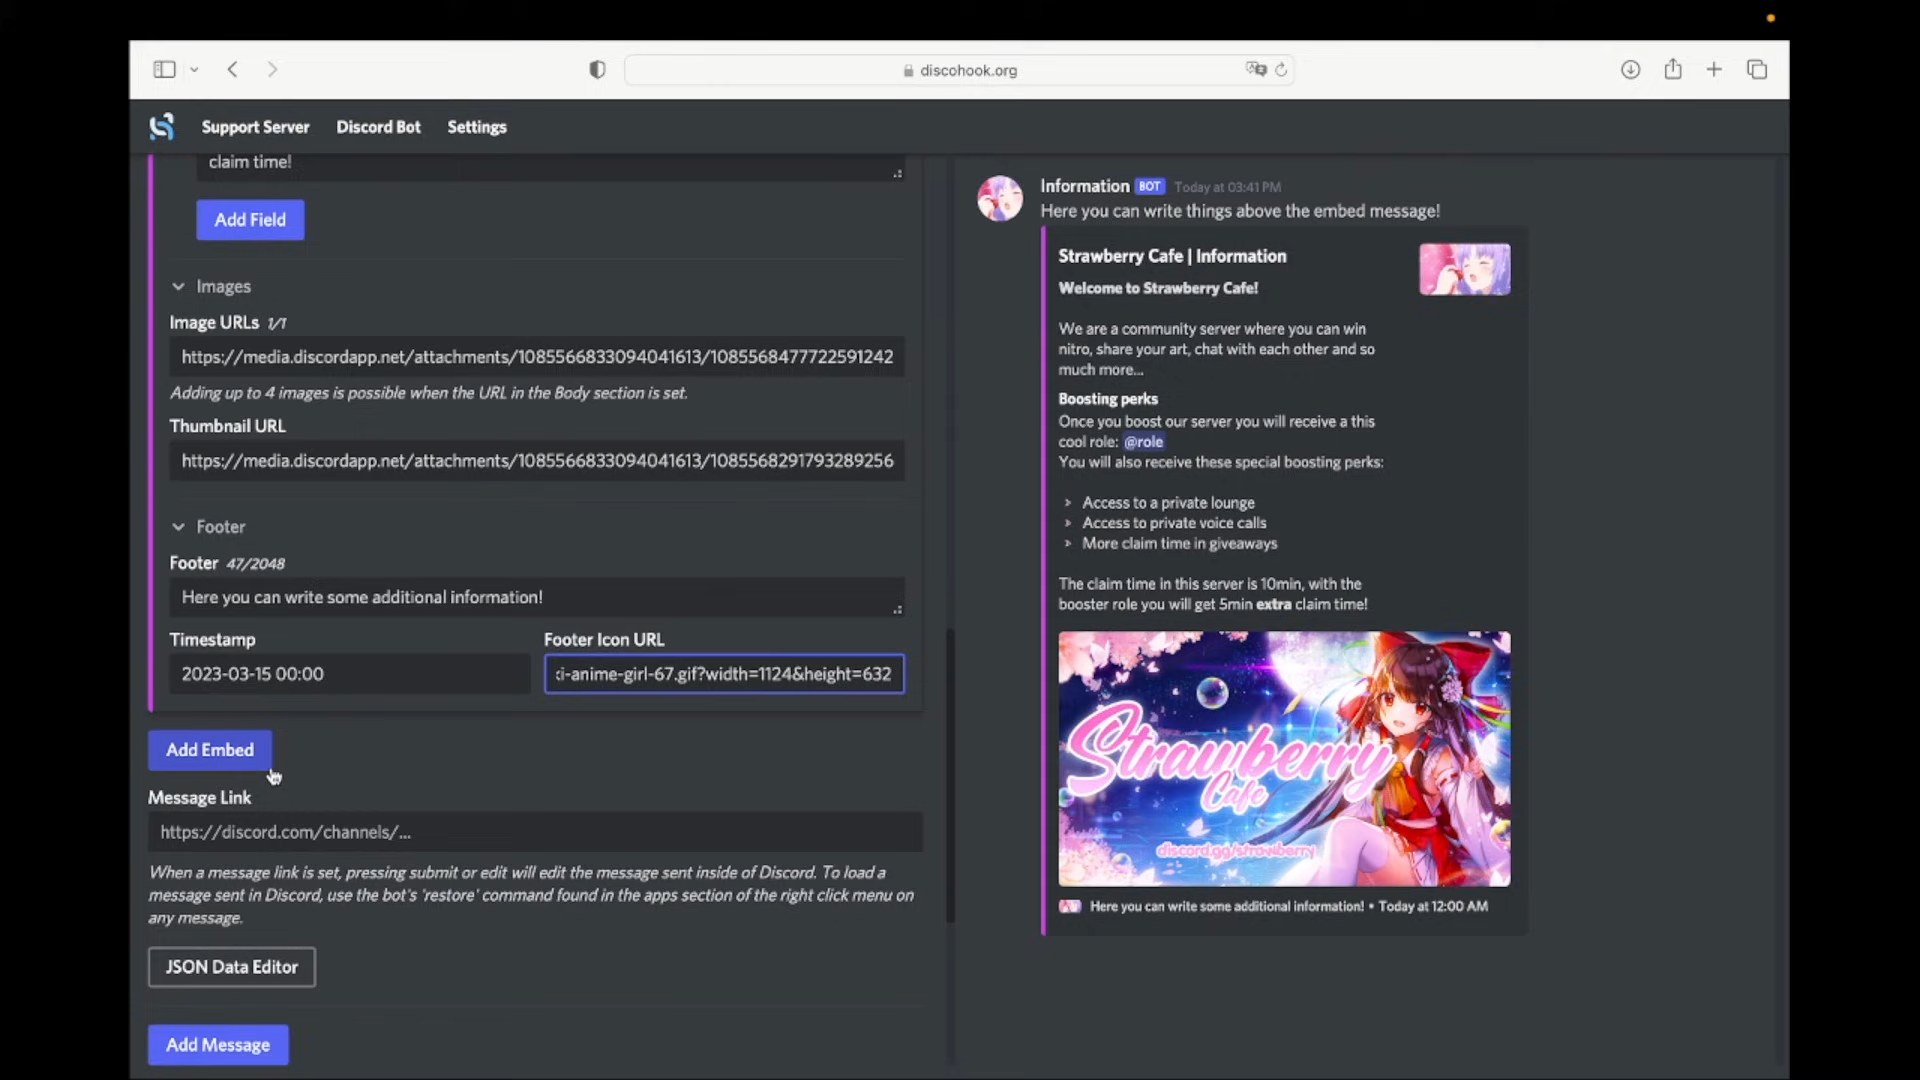 discohook.org
Support Server Discord Bot Settings
claim time!
Add Field
Images
Image URLs 1/1
https://media.discordapp.net/attachments/1085566833094041613/1085568477722591242
Adding up to 4 images is possible when the URL in the Body section is set.
Thumbnail URL
https://media.discordapp.net/attachments/1085566833094041613/1085568291793289256
Footer
Footer 47/2048
Here you can write some additional information!
Timestamp Footer Icon URL
2023-03-15 00:00 i-anime-girl-67.gif?width=1124&height=632
Add Embed
Message Link
https://discord.com/channels/...
When a message link is set, pressing submit or edit will edit the message sent inside of Discord. To load a
message sent in Discord, use the bot's 'restore' command found in the apps section of the right click menu on
any message.
JSON Data Editor
Add Message
Information BOT Today at 03:41 PM
Here you can write things above the embed message!
Strawberry Cafe | Information
Welcome to Strawberry Cafe!
We are a community server where you can win
nitro, share your art, chat with each other and so
much more...
Boosting perks
Once you boost our server you will receive a this
cool role: @role
You will also receive these special boosting perks:
Access to a private lounge
Access to private voice calls
More claim time in giveaways
The claim time in this server is 10min, with the
booster role you will get 5min extra claim time!
Strawberry
Cafe
discord.gg/strawberry
Here you can write some additional information! • Today at 12:00 AM